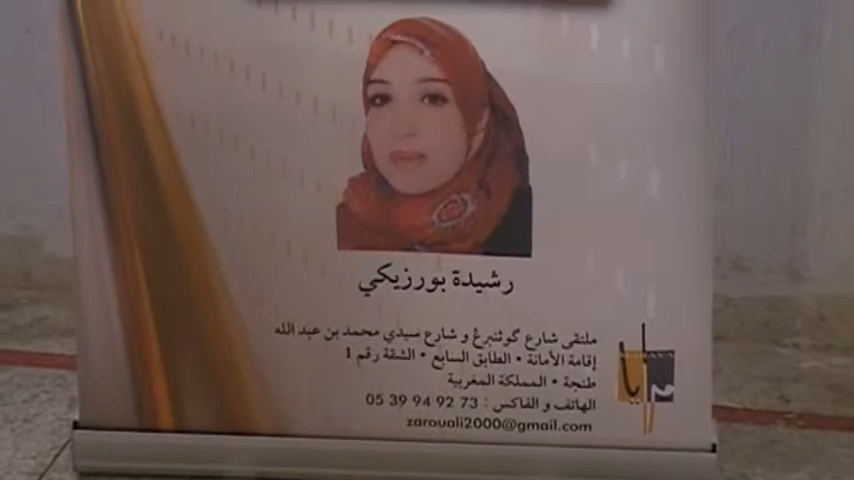 رشيدة بورزيكي
ملتقى شارع گوتنبرغ و شارع سيدي محمد بن عبد الله
إقامة الأمانة • الطابق السابع • الشقة رقم 1
طنجة • المملكة المغربية
الهاتف و الفاكس : 05 39 94 92 73
zarouali2000@gmail.com
مرايا